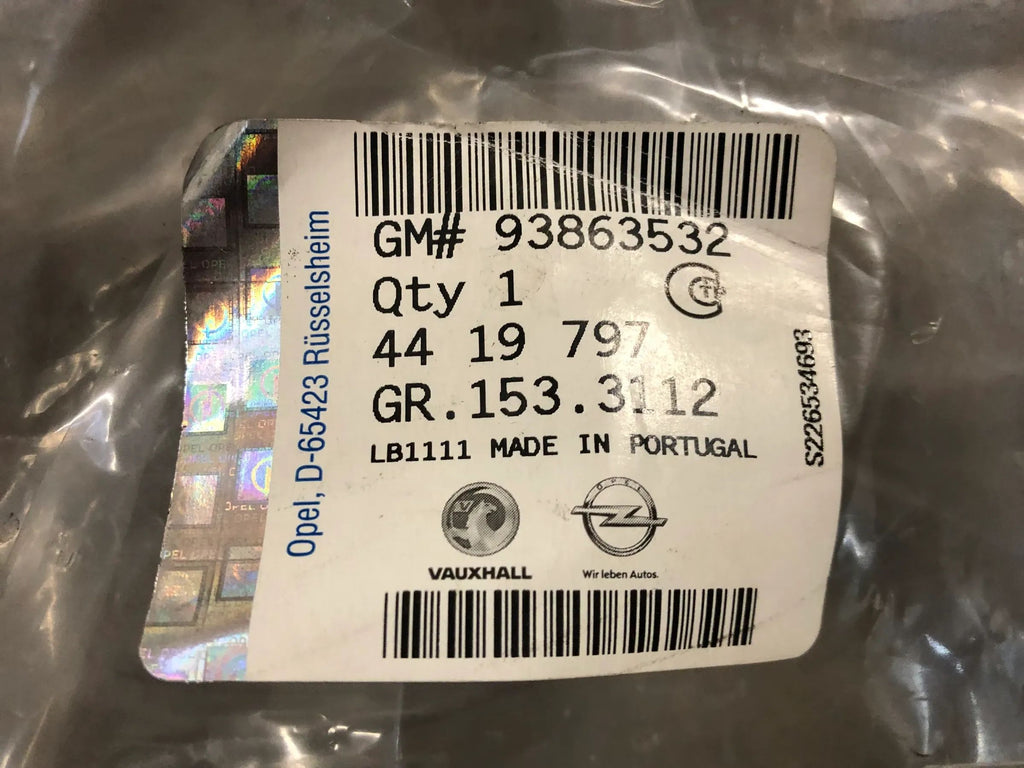 GM# 93863532
Qty 1
44 19 797
GR.153.3112
LB1111 MADE IN PORTUGAL
VAUXHALL
OPEL
Wir leben Autos.
Opel, D-65423 Rüsselsheim
S226534693